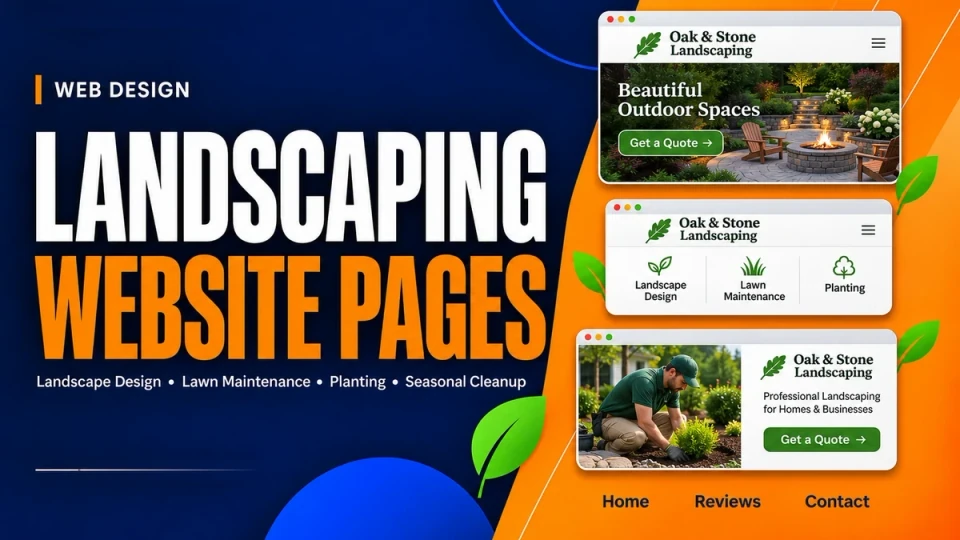 WEB DESIGN
LANDSCAPING
WEBSITE PAGES
Landscape Design • Lawn Maintenance • Planting • Seasonal Cleanup
Oak & Stone
Landscaping
Beautiful
Outdoor Spaces
Get a Quote →
Oak & Stone
Landscaping
Landscape
Design
Lawn
Maintenance
Planting
Oak & Stone
Landscaping
Professional Landscaping
for Homes & Businesses
Get a Quote →
Home Reviews Contact